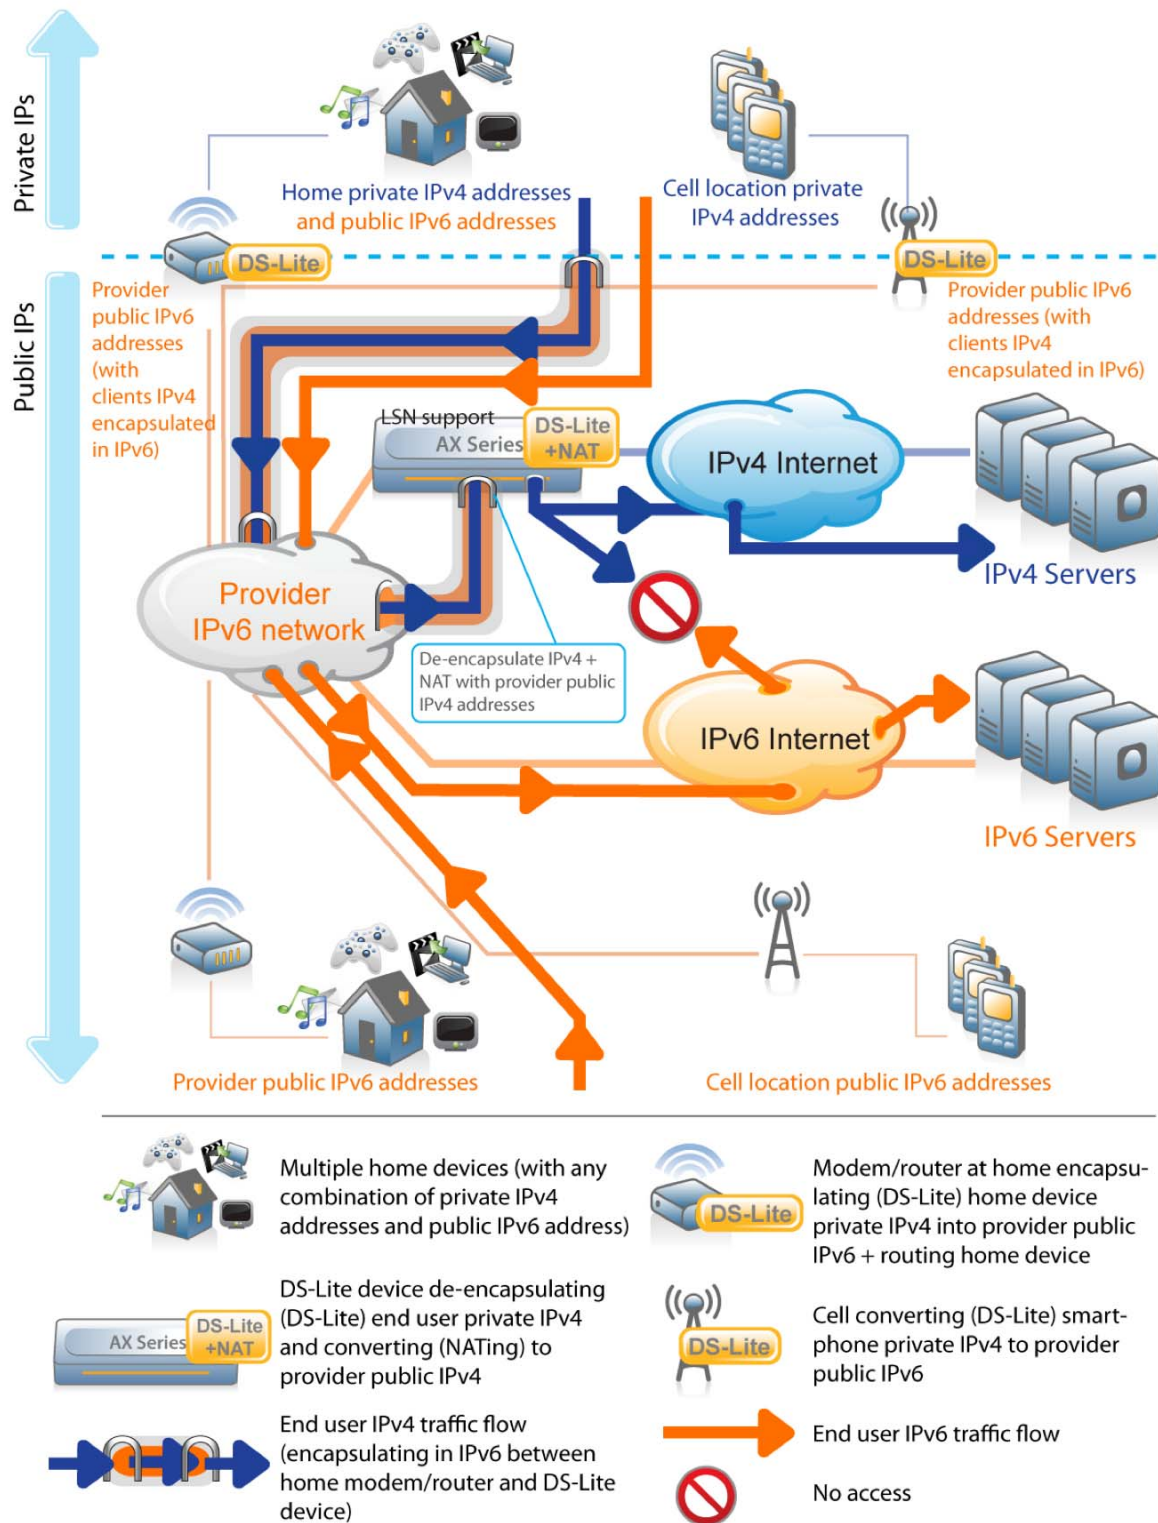 Private IPs
Home private IPv4 addresses
and public IPv6 addresses
Cell location private
IPv4 addresses
DS-Lite
DS-Lite
Public IPs
Provider
public IPv6
addresses
(with
clients IPv4
encapsulated
in IPv6)
Provider public IPv6
addresses (with
clients IPv4
encapsulated in IPv6)
LSN support
AX Series
DS-Lite
+NAT
IPv4 Internet
IPv4 Servers
Provider
IPv6 network
De-encapsulate IPv4 +
NAT with provider public
IPv4 addresses
IPv6 Internet
IPv6 Servers
Provider public IPv6 addresses
Cell location public IPv6 addresses
Multiple home devices (with any
combination of private IPv4
addresses and public IPv6 address)
DS-Lite
Modem/router at home encapsu-
lating (DS-Lite) home device
private IPv4 into provider public
IPv6 + routing home device
AX Series
DS-Lite
+NAT
DS-Lite device de-encapsulating
(DS-Lite) end user private IPv4
and converting (NATing) to
provider public IPv4
DS-Lite
Cell converting (DS-Lite) smart-
phone private IPv4 to provider
public IPv6
End user IPv4 traffic flow
(encapsulating in IPv6 between
home modem/router and DS-Lite
device)
End user IPv6 traffic flow
No access